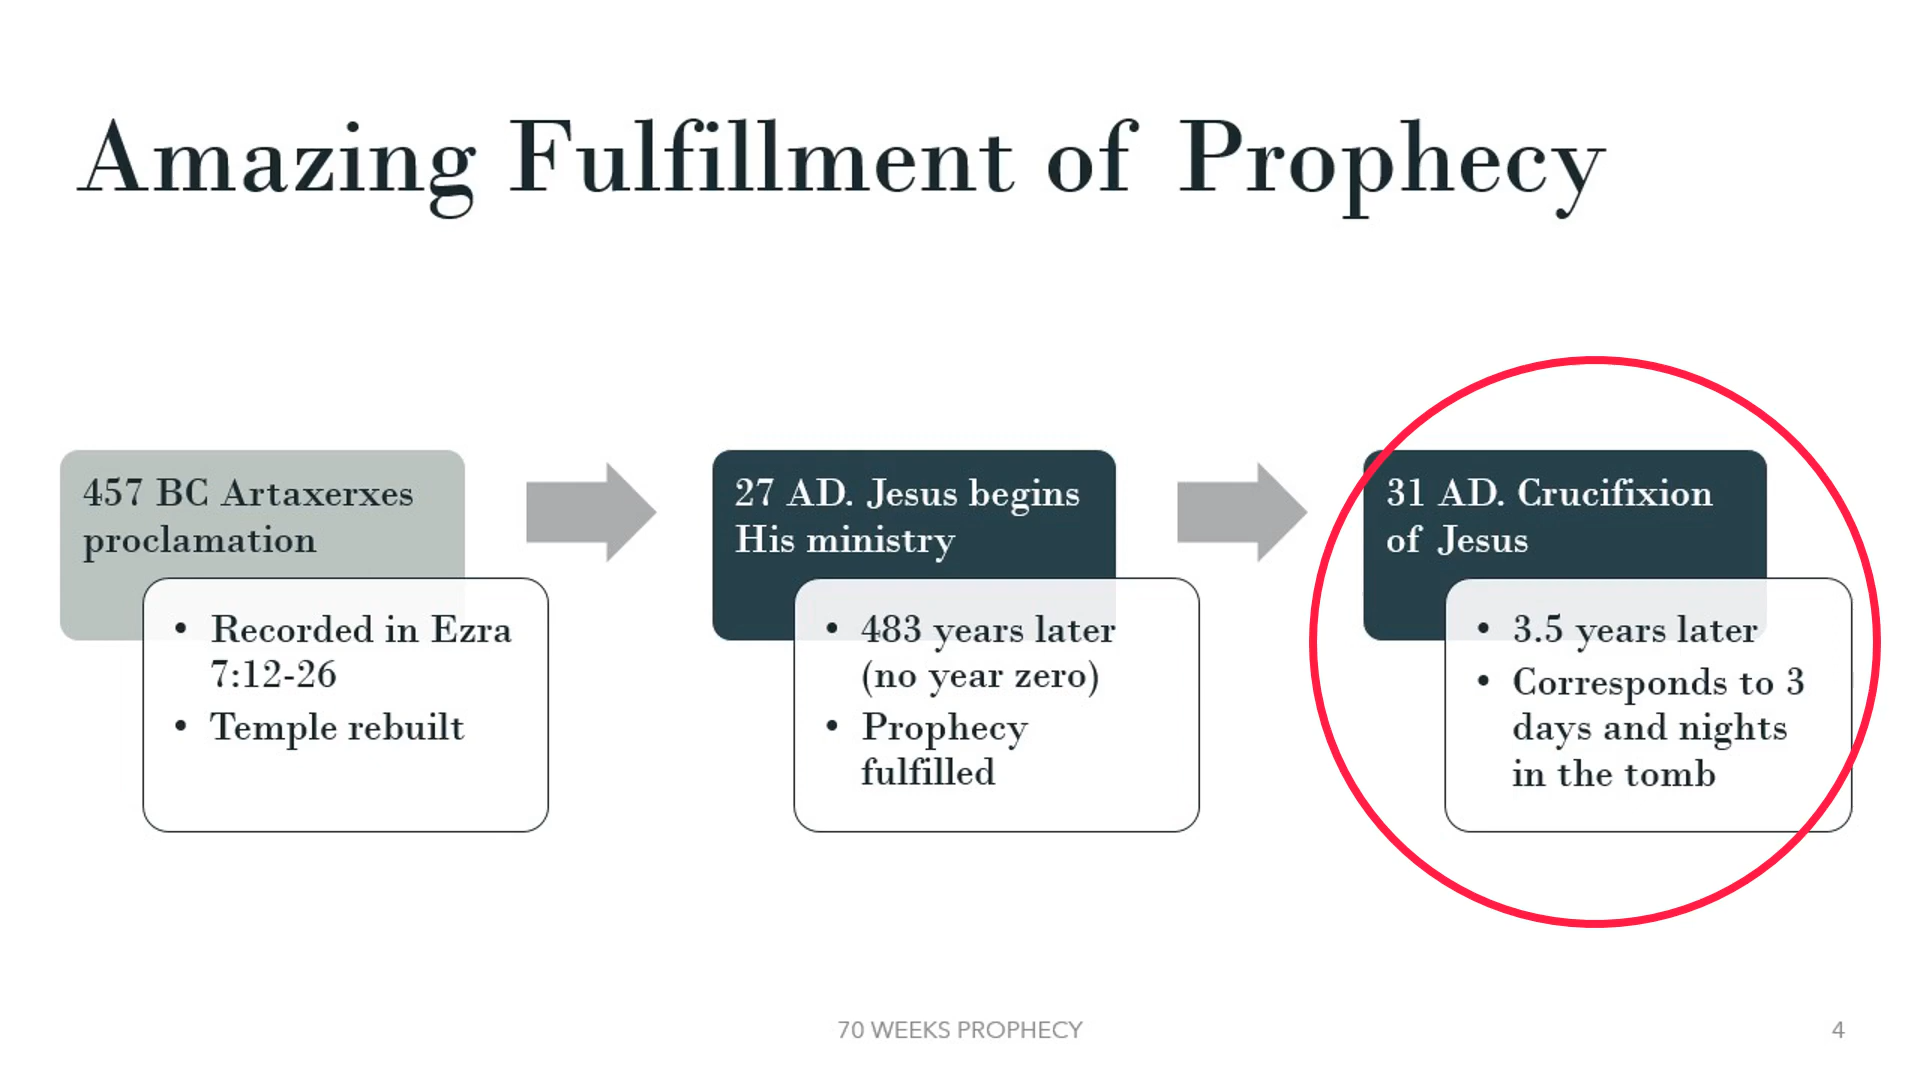 Amazing Fulfillment of Prophecy
457 BC Artaxerxes
proclamation
• Recorded in Ezra
7:12-26
• Temple rebuilt
27 AD. Jesus begins
His ministry
• 483 years later
(no year zero)
• Prophecy
fulfilled
31 AD. Crucifixion
of Jesus
• 3.5 years later
• Corresponds to 3
days and nights
in the tomb
70 WEEKS PROPHECY
4